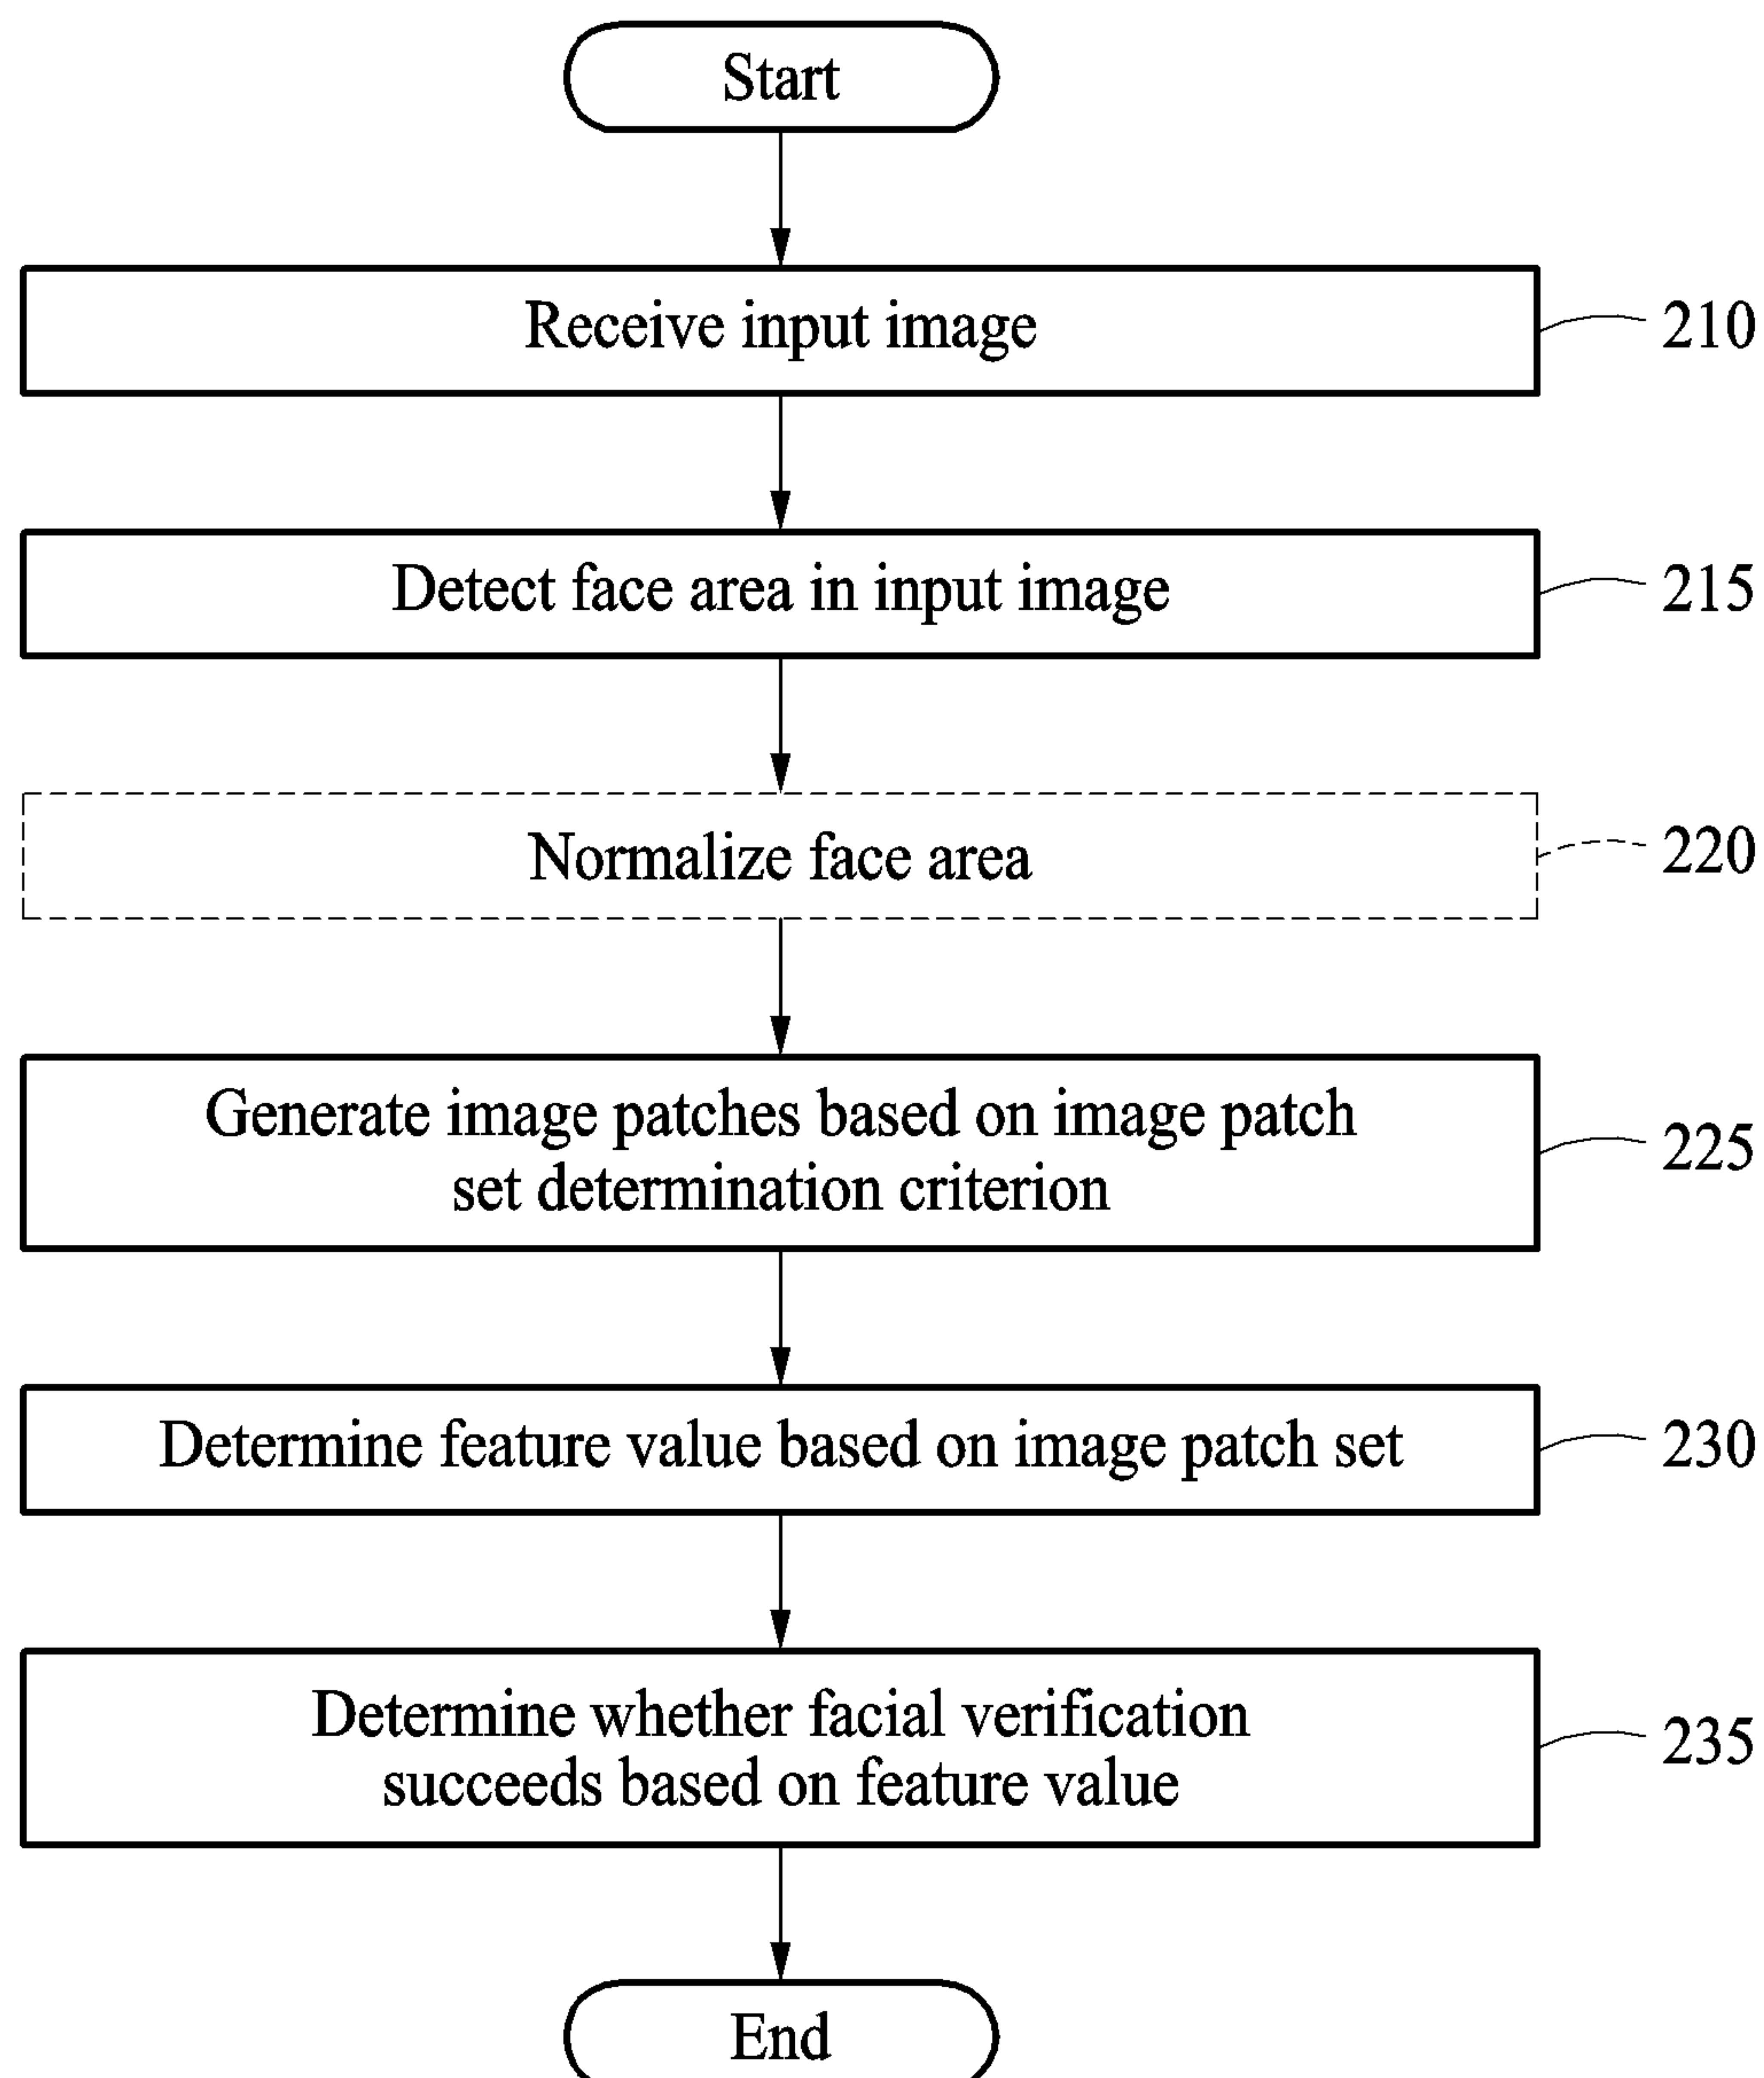 Start
Receive input image
210
Detect face area in input image
215
Normalize face area
220
Generate image patches based on image patch
set determination criterion
225
Determine feature value based on image patch set
230
Determine whether facial verification
succeeds based on feature value
235
End